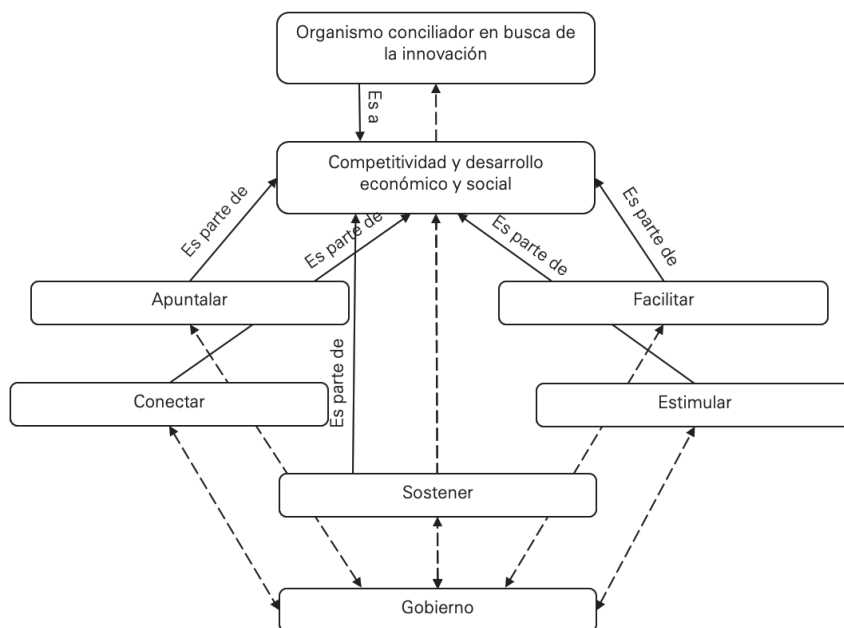 Organismo conciliador en busca de
la innovación
Es a
Competitividad y desarrollo
económico y social
Es parte de
Es parte de
Es parte de
Es parte de
Apuntalar
Facilitar
Es parte de
Conectar
Estimular
Sostener
Gobierno